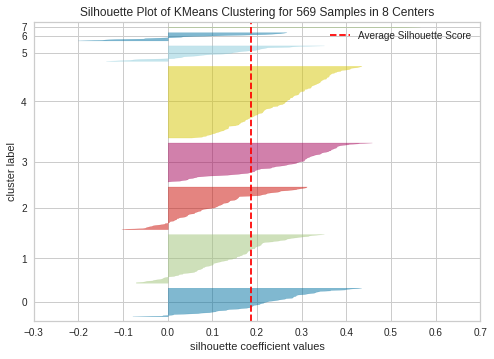 Silhouette Plot of KMeans Clustering for 569 Samples in 8 Centers
Average Silhouette Score
cluster label
7
6
5
4
3
2
1
0
−0.3 −0.2 −0.1 0.0 0.1 0.2 0.3 0.4 0.5 0.6 0.7
silhouette coefficient values